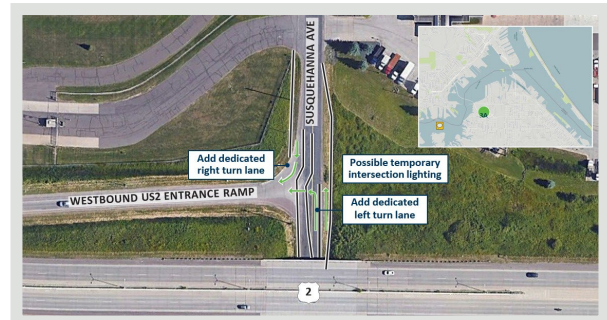 SUSQUEHANNA AVE
Add dedicated
right turn lane
Possible temporary
intersection lighting
WESTBOUND US2 ENTRANCE RAMP
Add dedicated
left turn lane
2